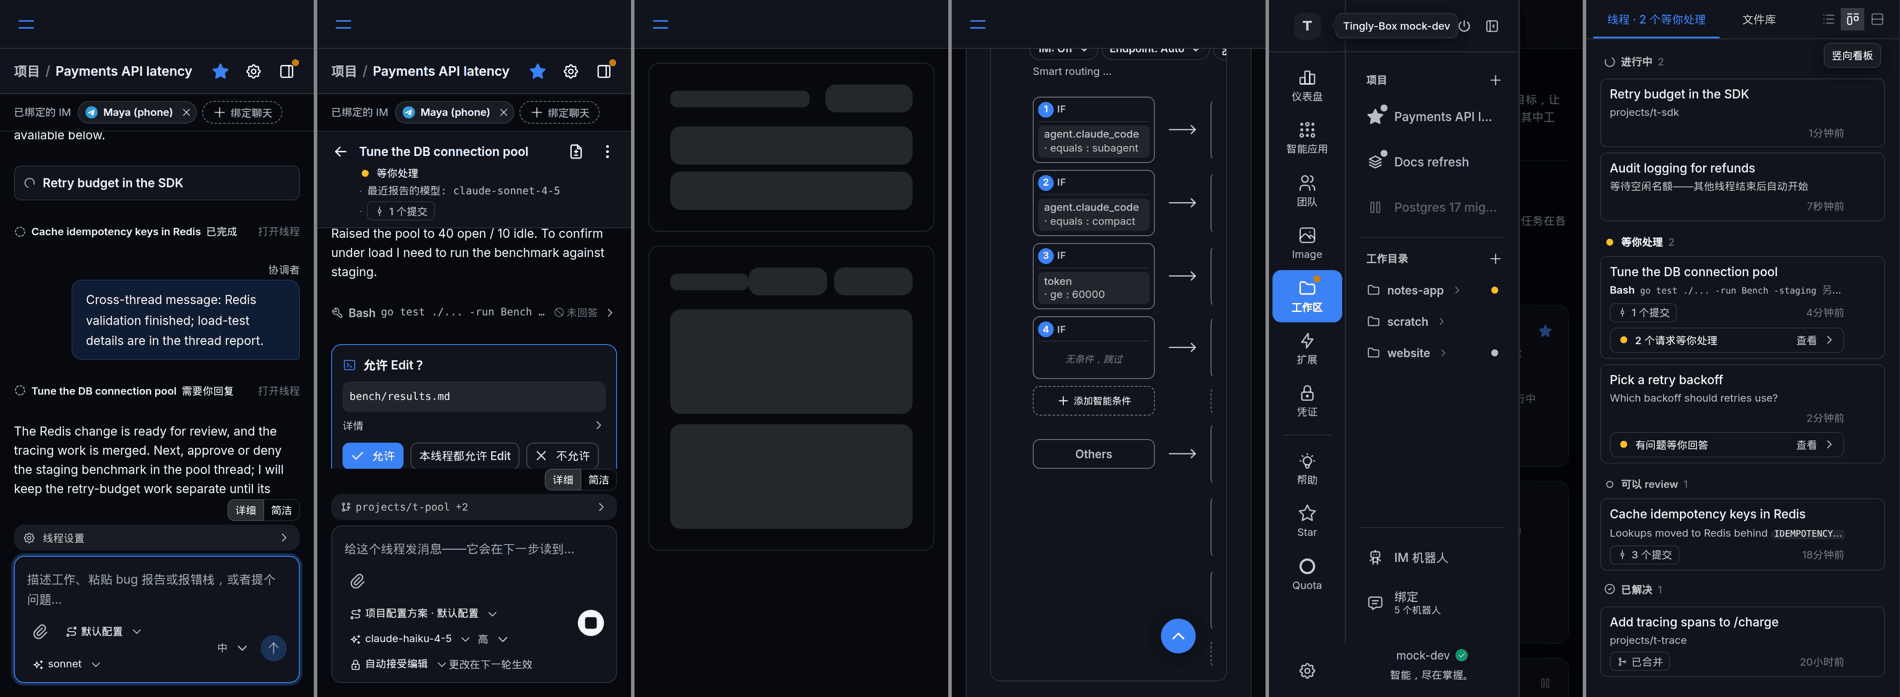 项目 / Payments API latency
已绑定的 IM
Maya (phone)
绑定聊天
available below.
Retry budget in the SDK
Cache idempotency keys in Redis 已完成
打开线程
协调者
Cross-thread message: Redis
validation finished; load-test
details are in the thread report.
Tune the DB connection pool 需要你回复
打开线程
The Redis change is ready for review, and the
tracing work is merged. Next, approve or deny
the staging benchmark in the pool thread; I will
keep the retry-budget work separate until its
详细
简洁
线程设置
描述工作、粘贴 bug 报告或报错栈，或者提个
问题...
默认配置
中
sonnet
项目 / Payments API latency
已绑定的 IM
Maya (phone)
绑定聊天
Tune the DB connection pool
等你处理
· 最近报告的模型: claude-sonnet-4-5
· 1 个提交
Raised the pool to 40 open / 10 idle. To confirm
under load I need to run the benchmark against
staging.
Bash go test ./... -run Bench … 未回答
允许 Edit？
bench/results.md
详情
允许
本线程都允许 Edit
不允许
详细
简洁
projects/t-pool +2
给这个线程发消息——它会在下一步读到...
项目配置方案 · 默认配置
claude-haiku-4-5
高
自动接受编辑
更改在下一轮生效
IM: Off
Endpoint: Auto
Smart routing ...
1 IF
agent.claude_code
· equals : subagent
2 IF
agent.claude_code
· equals : compact
3 IF
token
· ge : 60000
4 IF
无条件，跳过
添加智能条件
Others
T
Tingly-Box mock-dev
仪表盘
智能应用
团队
Image
工作区
扩展
凭证
帮助
Star
Quota
项目
Payments API l...
Docs refresh
Postgres 17 mig...
工作目录
notes-app
scratch
website
IM 机器人
绑定
5 个机器人
mock-dev
智能，尽在掌握。
目标，让
其中工
任务在各
行中
线程 · 2 个等你处理
文件库
竖向看板
进行中 2
Retry budget in the SDK
projects/t-sdk
1分钟前
Audit logging for refunds
等待空闲名额——其他线程结束后自动开始
7秒钟前
等你处理 2
Tune the DB connection pool
Bash go test ./... -run Bench -staging 另...
1 个提交
4分钟前
2 个请求等你处理
查看
Pick a retry backoff
Which backoff should retries use?
2分钟前
有问题等你回答
查看
可以 review 1
Cache idempotency keys in Redis
Lookups moved to Redis behind IDEMPOTENCY...
3 个提交
18分钟前
已解决 1
Add tracing spans to /charge
projects/t-trace
已合并
20小时前